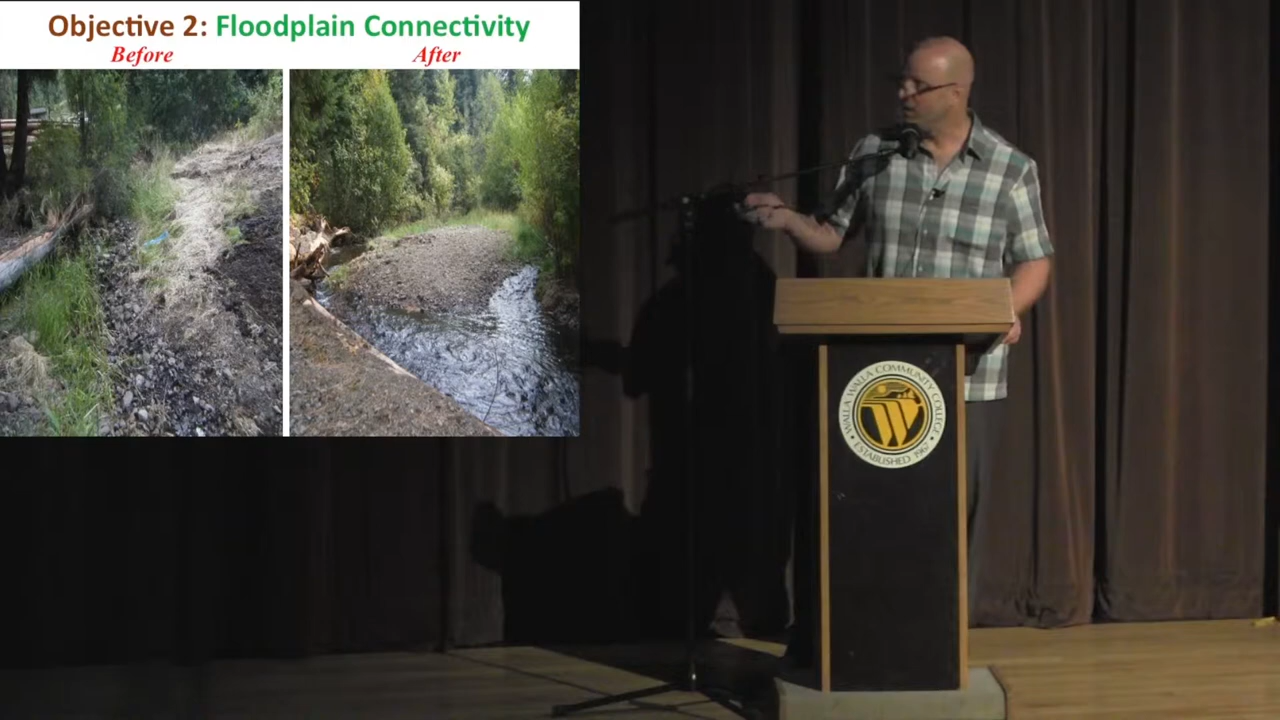 Objective 2: Floodplain Connectivity
Before
After
WALLA WALLA COMMUNITY COLLEGE
W
• ESTABLISHED 1967 •